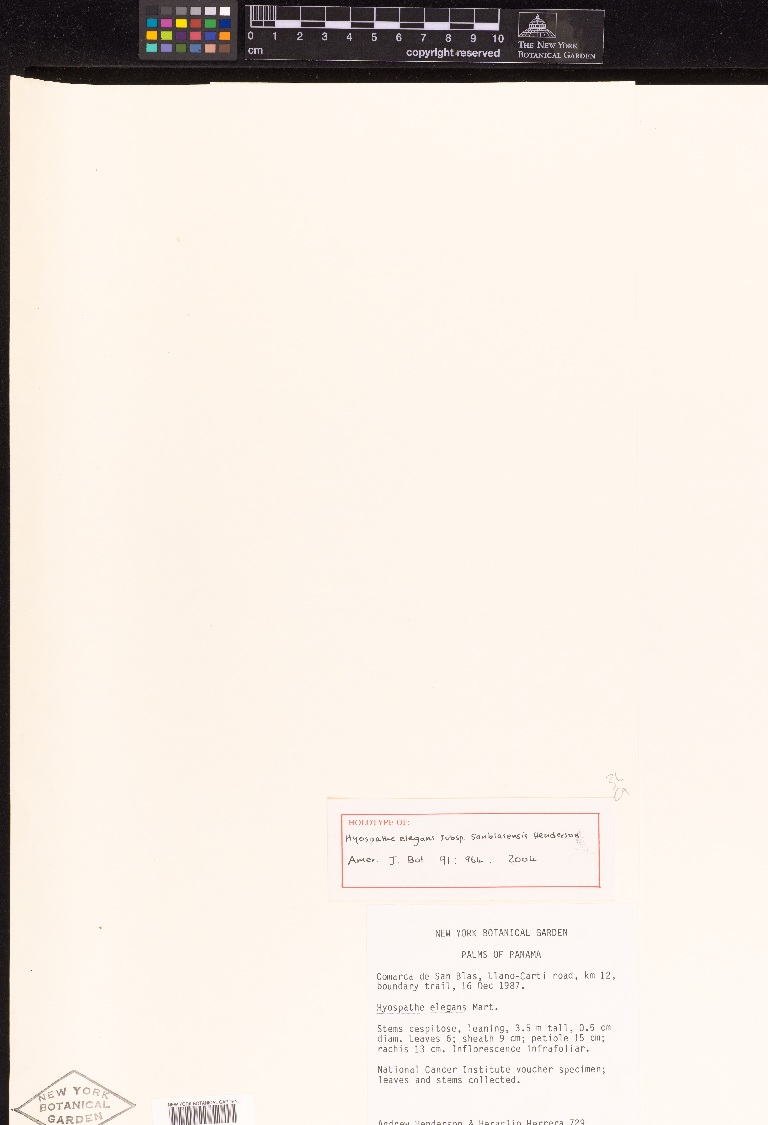 0 1 2 3 4 5 6 7 8 9 10
cm
copyright reserved
THE NEW YORK
BOTANICAL GARDEN
HOLOTYPE OF:
Hyospathe elegans subsp. sanblasensis Henderson
Amer. J. Bot 91: 964. 2004
NEW YORK BOTANICAL GARDEN
PALMS OF PANAMA
Comarca de San Blas, Llano-Carti road, km 12,
boundary trail, 16 Dec 1987.
Hyospathe elegans Mart.
Stems cespitose, leaning, 3.5 m tall, 0.5 cm
diam. Leaves 6; sheath 9 cm; petiole 15 cm;
rachis 13 cm. Inflorescence infrafoliar.
National Cancer Institute voucher specimen;
leaves and stems collected.
Andrew Henderson & Heraclio Herrera 729
NEW YORK
BOTANICAL
GARDEN
NEW YORK BOTANICAL GARDEN